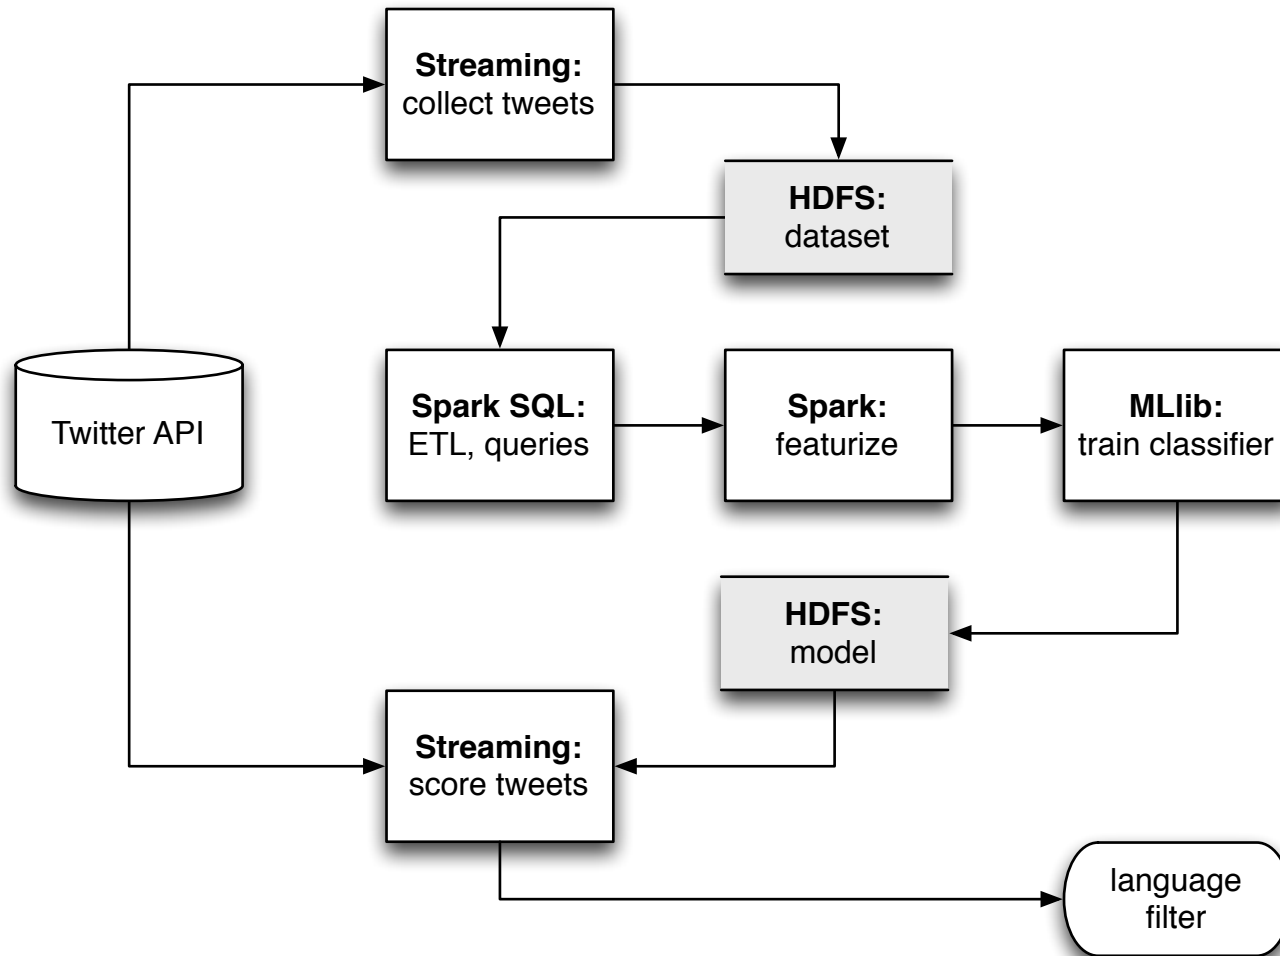 Streaming:
collect tweets
HDFS:
dataset
Twitter API
Spark SQL:
ETL, queries
Spark:
featurize
MLlib:
train classifier
HDFS:
model
Streaming:
score tweets
language
filter